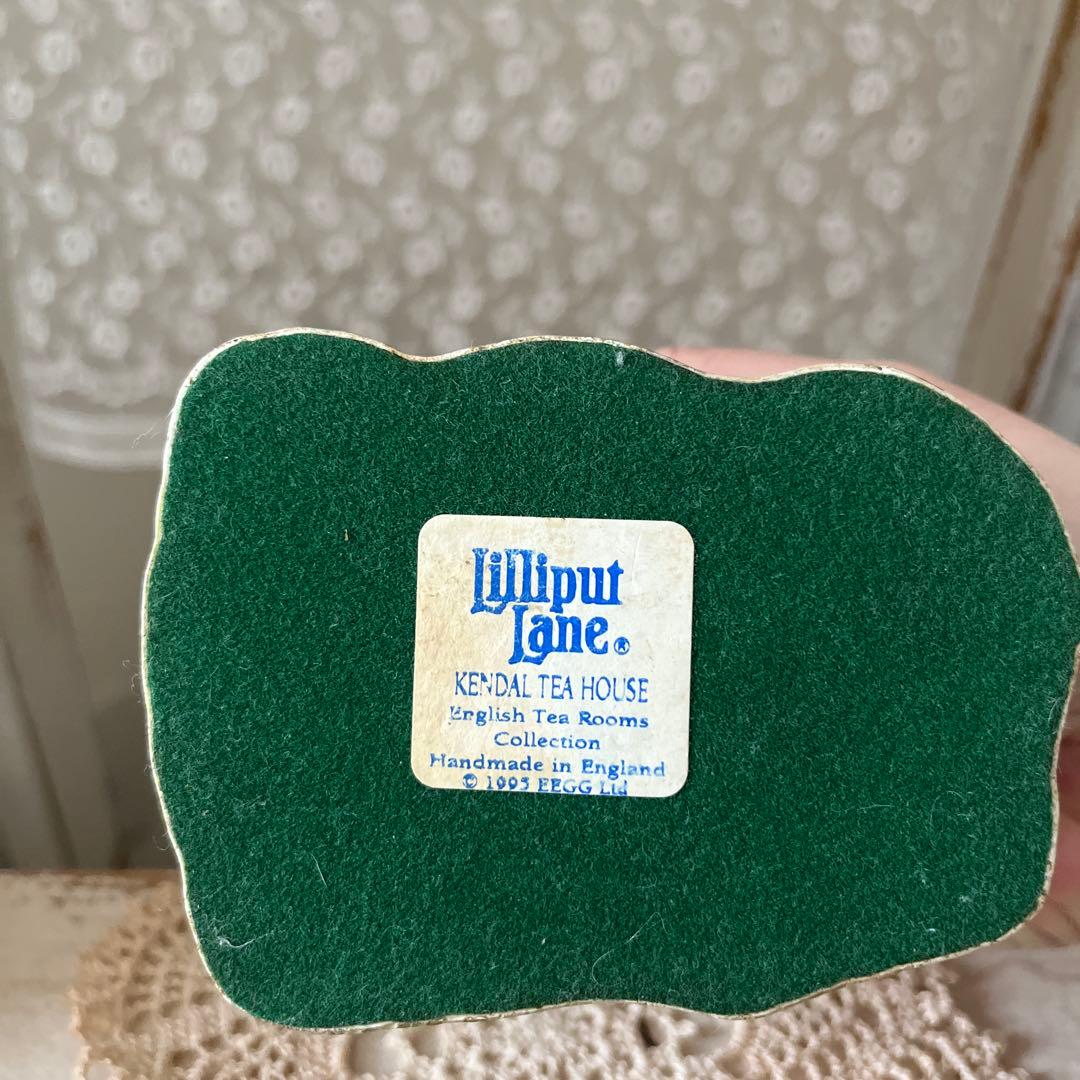 Lilliput
Lane®
KENDAL TEA HOUSE
English Tea Rooms
Collection
Handmade in England
© 1995 EEGG Ltd